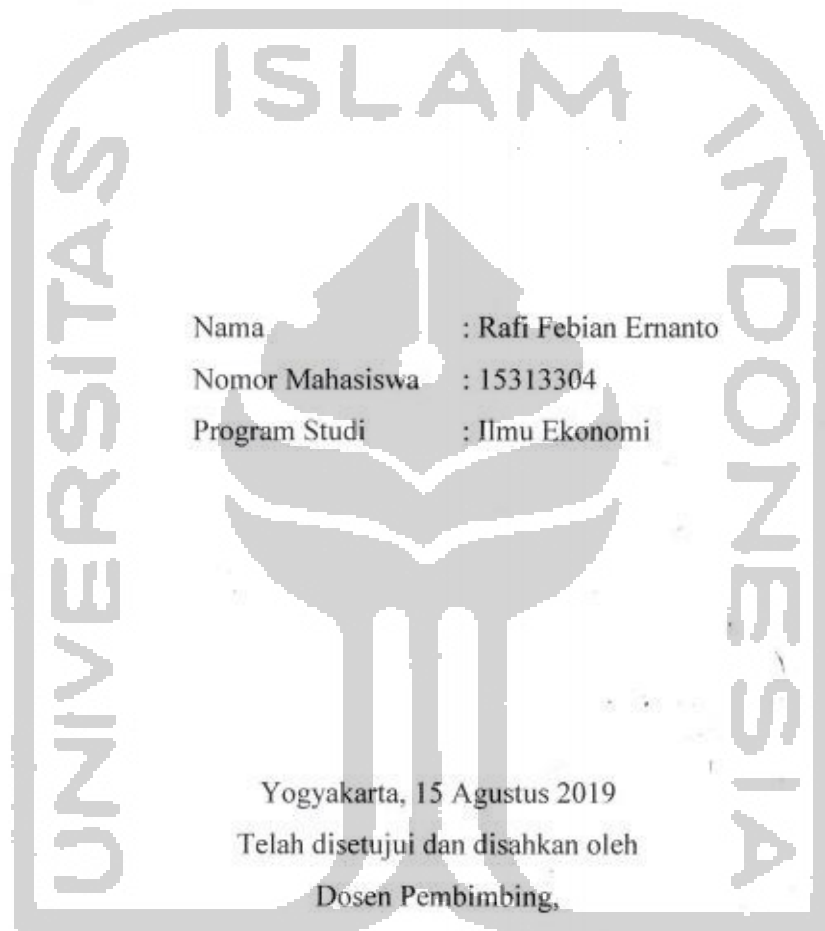 UNIVERSITAS ISLAM INDONESIA
Nama : Rafi Febian Ernanto
Nomor Mahasiswa : 15313304
Program Studi : Ilmu Ekonomi
Yogyakarta, 15 Agustus 2019
Telah disetujui dan disahkan oleh
Dosen Pembimbing,